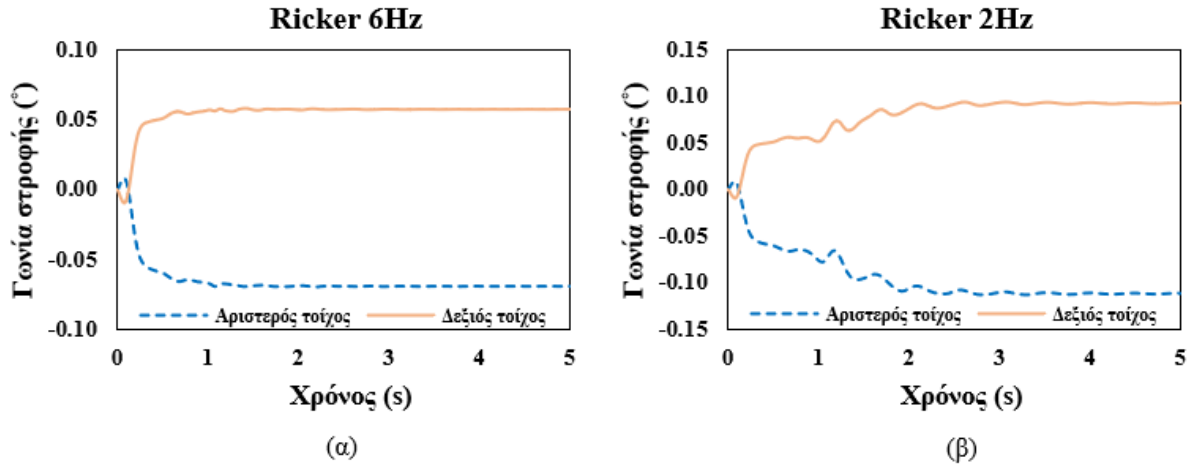 Ricker 6Hz
Γωνία στροφής (°)
0.10
0.05
0.00
-0.05
-0.10
Αριστερός τοίχος
Δεξιός τοίχος
0 1 2 3 4 5
Χρόνος (s)
(α)
Ricker 2Hz
Γωνία στροφής (°)
0.15
0.10
0.05
0.00
-0.05
-0.10
-0.15
Αριστερός τοίχος
Δεξιός τοίχος
0 1 2 3 4 5
Χρόνος (s)
(β)